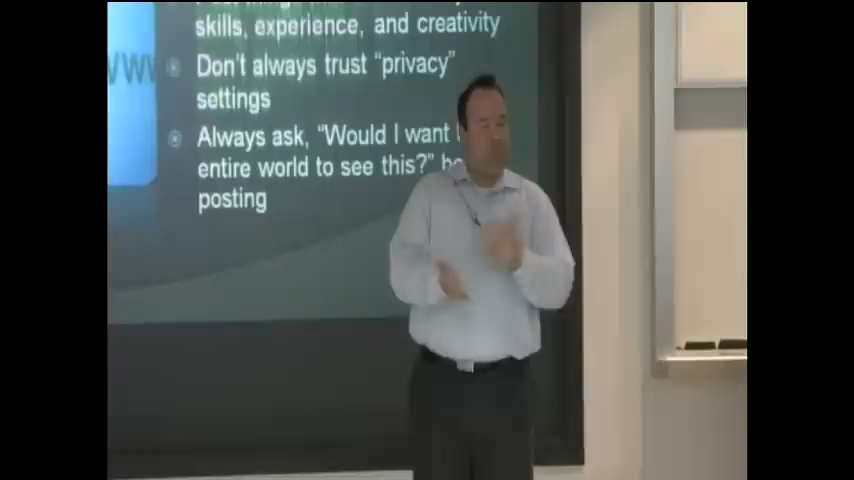 skills, experience, and creativity
Don't always trust "privacy"
settings
Always ask, "Would I want
entire world to see this?"
posting